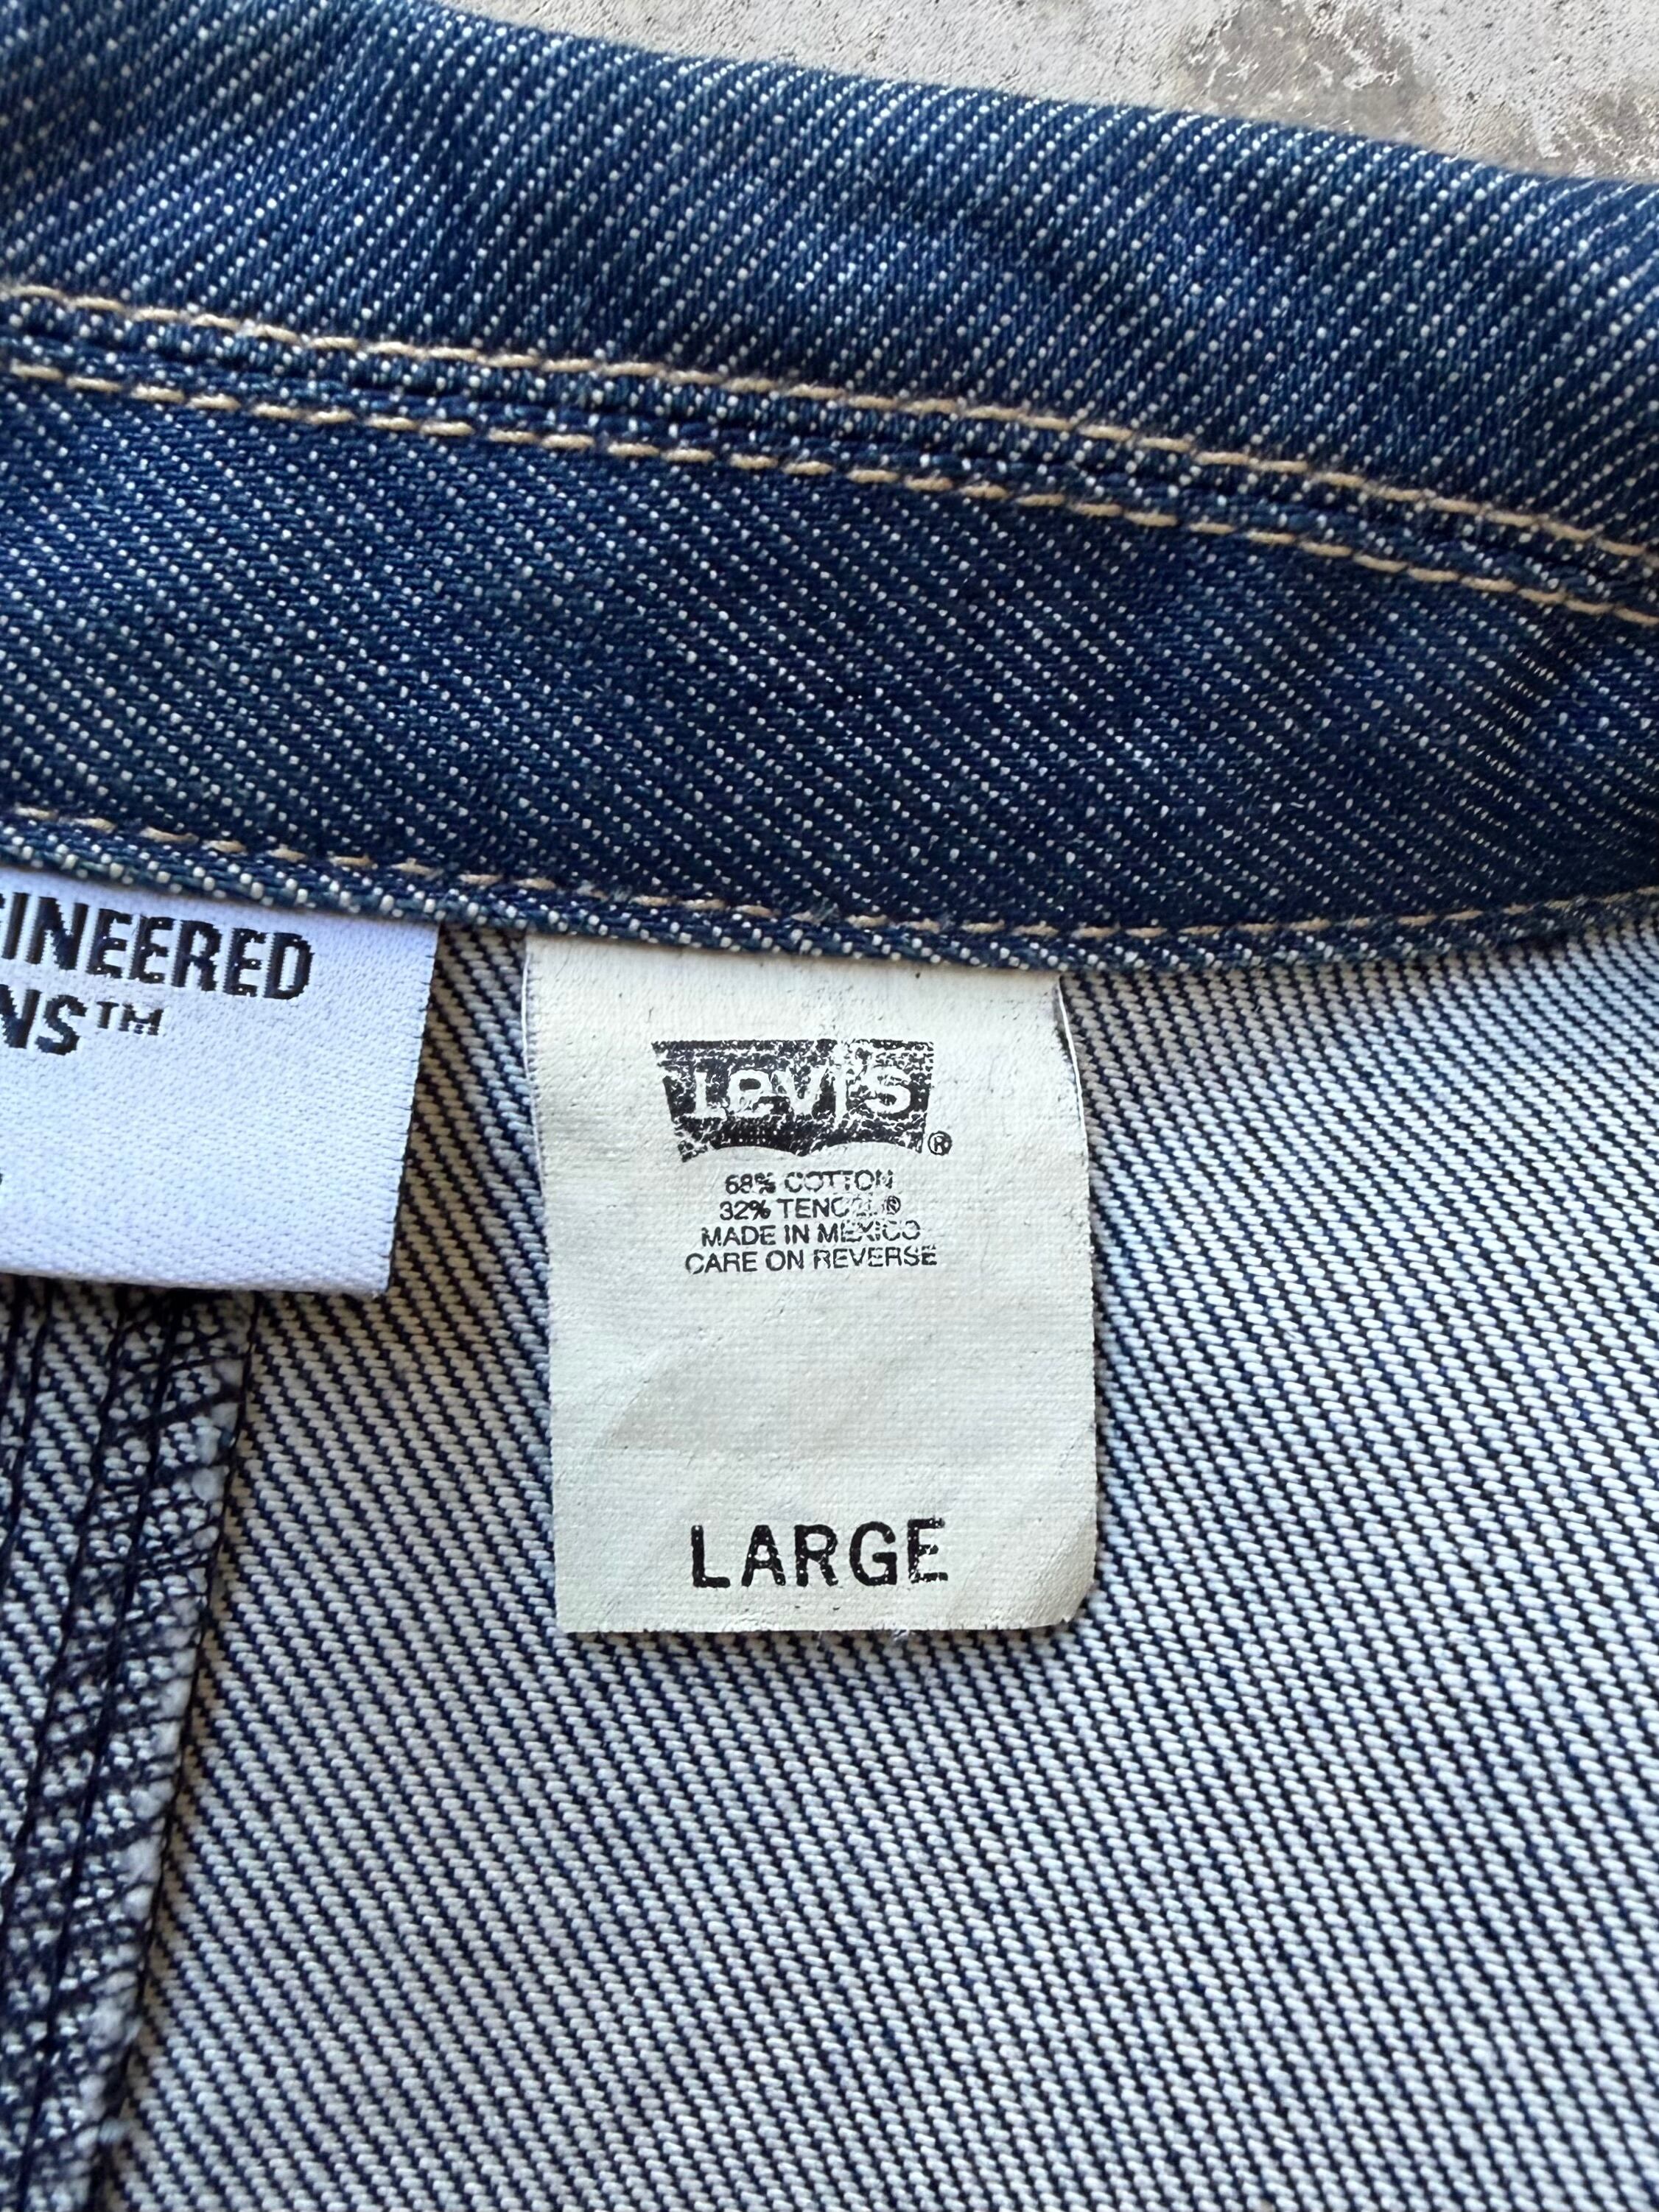 INEERED
NS™
Levi's®
68% COTTON
32% TENCEL®
MADE IN MEXICO
CARE ON REVERSE
LARGE